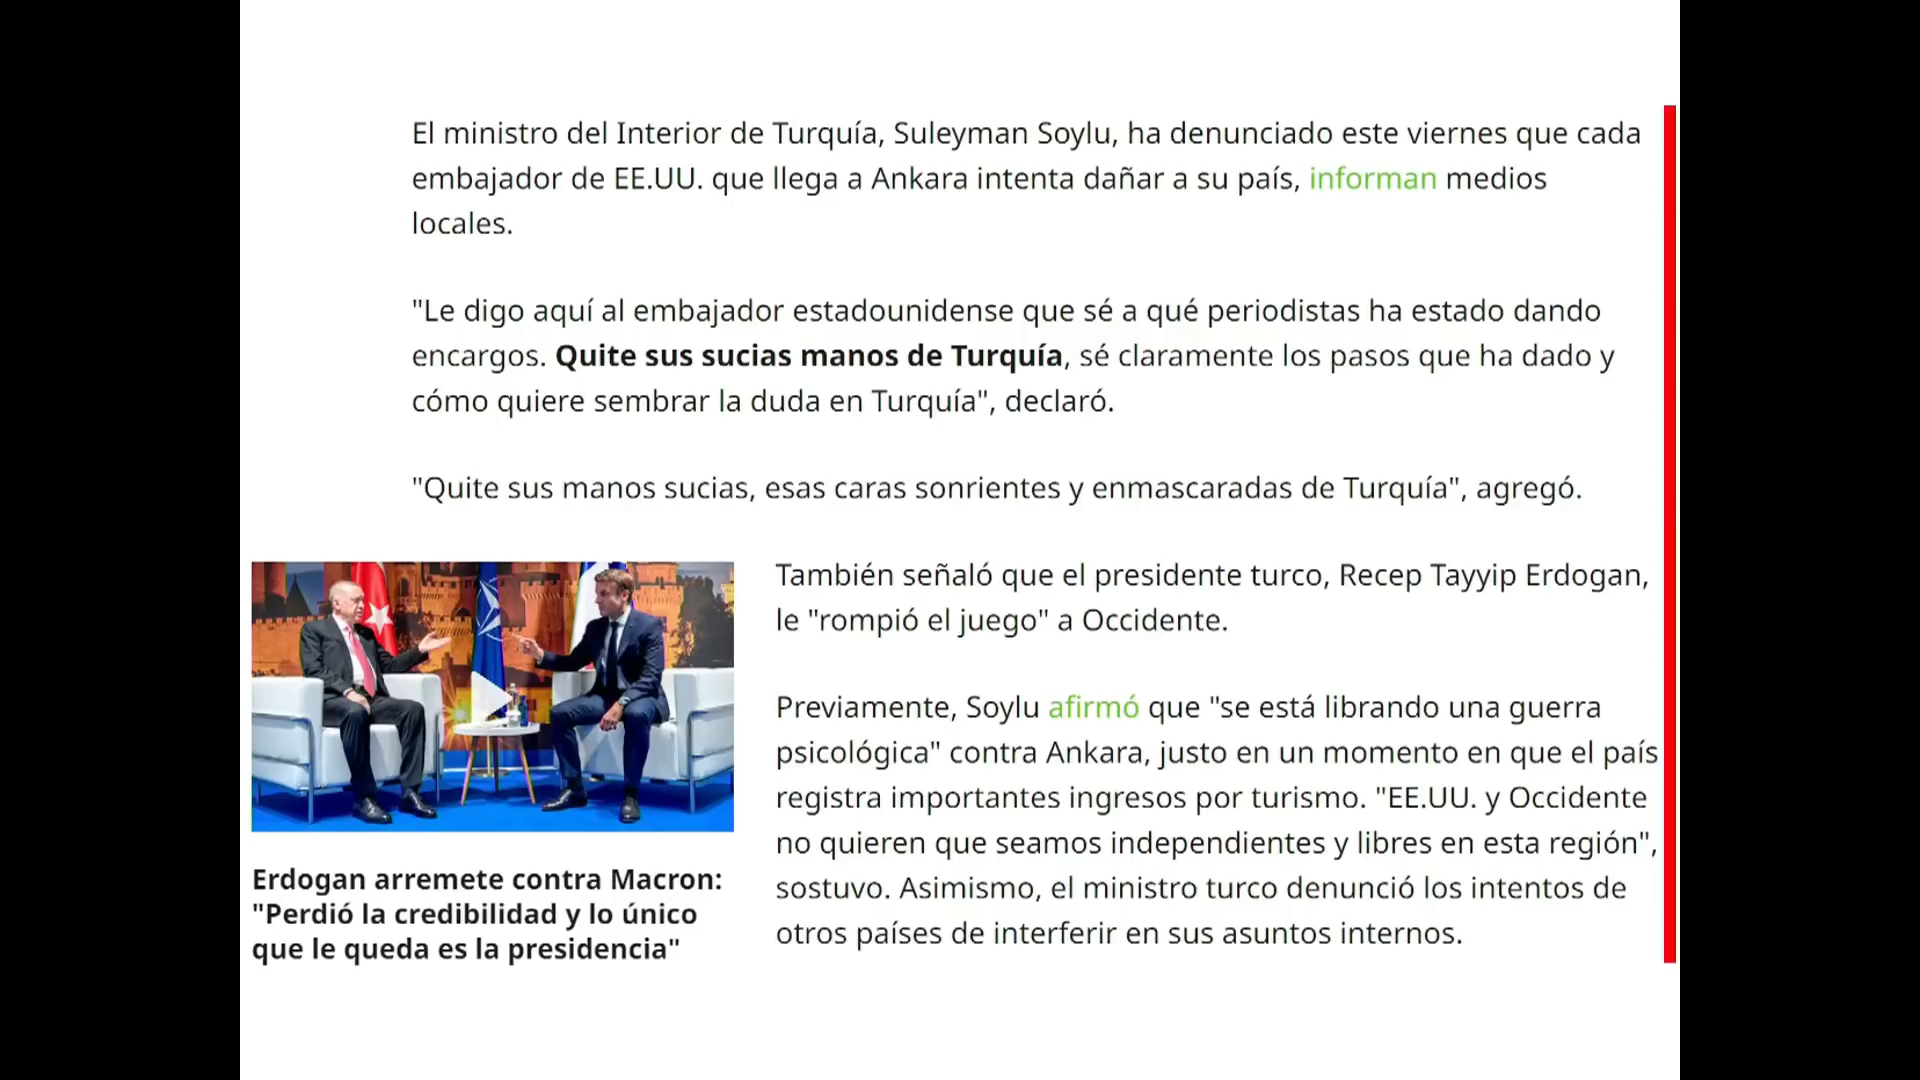 El ministro del Interior de Turquía, Suleyman Soylu, ha denunciado este viernes que cada
embajador de EE.UU. que llega a Ankara intenta dañar a su país, informan medios
locales.
"Le digo aquí al embajador estadounidense que sé a qué periodistas ha estado dando
encargos. Quite sus sucias manos de Turquía, sé claramente los pasos que ha dado y
cómo quiere sembrar la duda en Turquía", declaró.
"Quite sus manos sucias, esas caras sonrientes y enmascaradas de Turquía", agregó.
También señaló que el presidente turco, Recep Tayyip Erdogan,
le "rompió el juego" a Occidente.
Previamente, Soylu afirmó que "se está librando una guerra
psicológica" contra Ankara, justo en un momento en que el país
registra importantes ingresos por turismo. "EE.UU. y Occidente
no quieren que seamos independientes y libres en esta región",
sostuvo. Asimismo, el ministro turco denunció los intentos de
otros países de interferir en sus asuntos internos.
Erdogan arremete contra Macron:
"Perdió la credibilidad y lo único
que le queda es la presidencia"